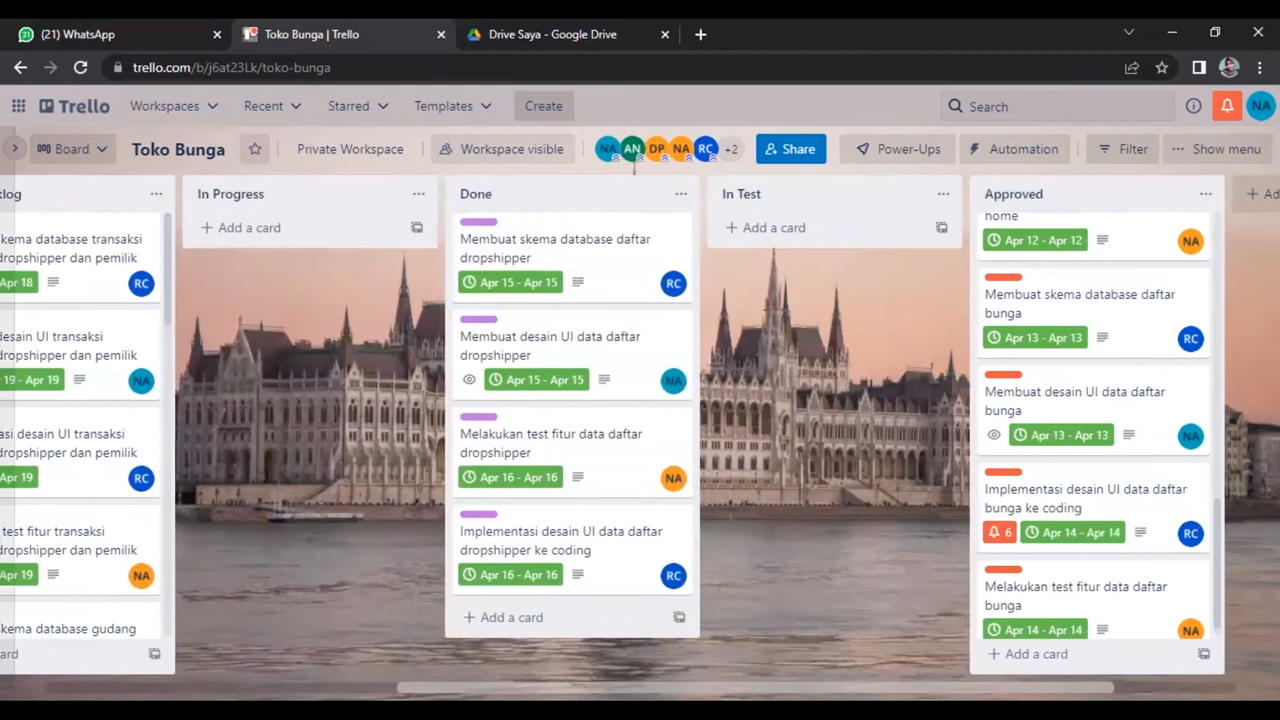 (21) WhatsApp
Toko Bunga | Trello
Drive Saya - Google Drive
trello.com/b/j6at23Lk/toko-bunga
Trello
Workspaces
Recent
Starred
Templates
Create
Search
NA
Board
Toko Bunga
Private Workspace
Workspace visible
NA AN DP NA RC +2
Share
Power-Ups
Automation
Filter
Show menu
klog
skema database transaksi
dropshipper dan pemilik
Apr 18
RC
desain UI transaksi
dropshipper dan pemilik
19 - Apr 19
NA
asi desain UI transaksi
dropshipper dan pemilik
Apr 19
RC
test fitur transaksi
dropshipper dan pemilik
Apr 19
NA
skema database gudang
ard
In Progress
Add a card
Done
Membuat skema database daftar
dropshipper
Apr 15 - Apr 15
RC
Membuat desain UI data daftar
dropshipper
Apr 15 - Apr 15
NA
Melakukan test fitur data daftar
dropshipper
Apr 16 - Apr 16
NA
Implementasi desain UI data daftar
dropshipper ke coding
Apr 16 - Apr 16
RC
Add a card
In Test
Add a card
Approved
home
Apr 12 - Apr 12
NA
Membuat skema database daftar
bunga
Apr 13 - Apr 13
RC
Membuat desain UI data daftar
bunga
Apr 13 - Apr 13
NA
Implementasi desain UI data daftar
bunga ke coding
6
Apr 14 - Apr 14
RC
Melakukan test fitur data daftar
bunga
Apr 14 - Apr 14
NA
Add a card
Ad